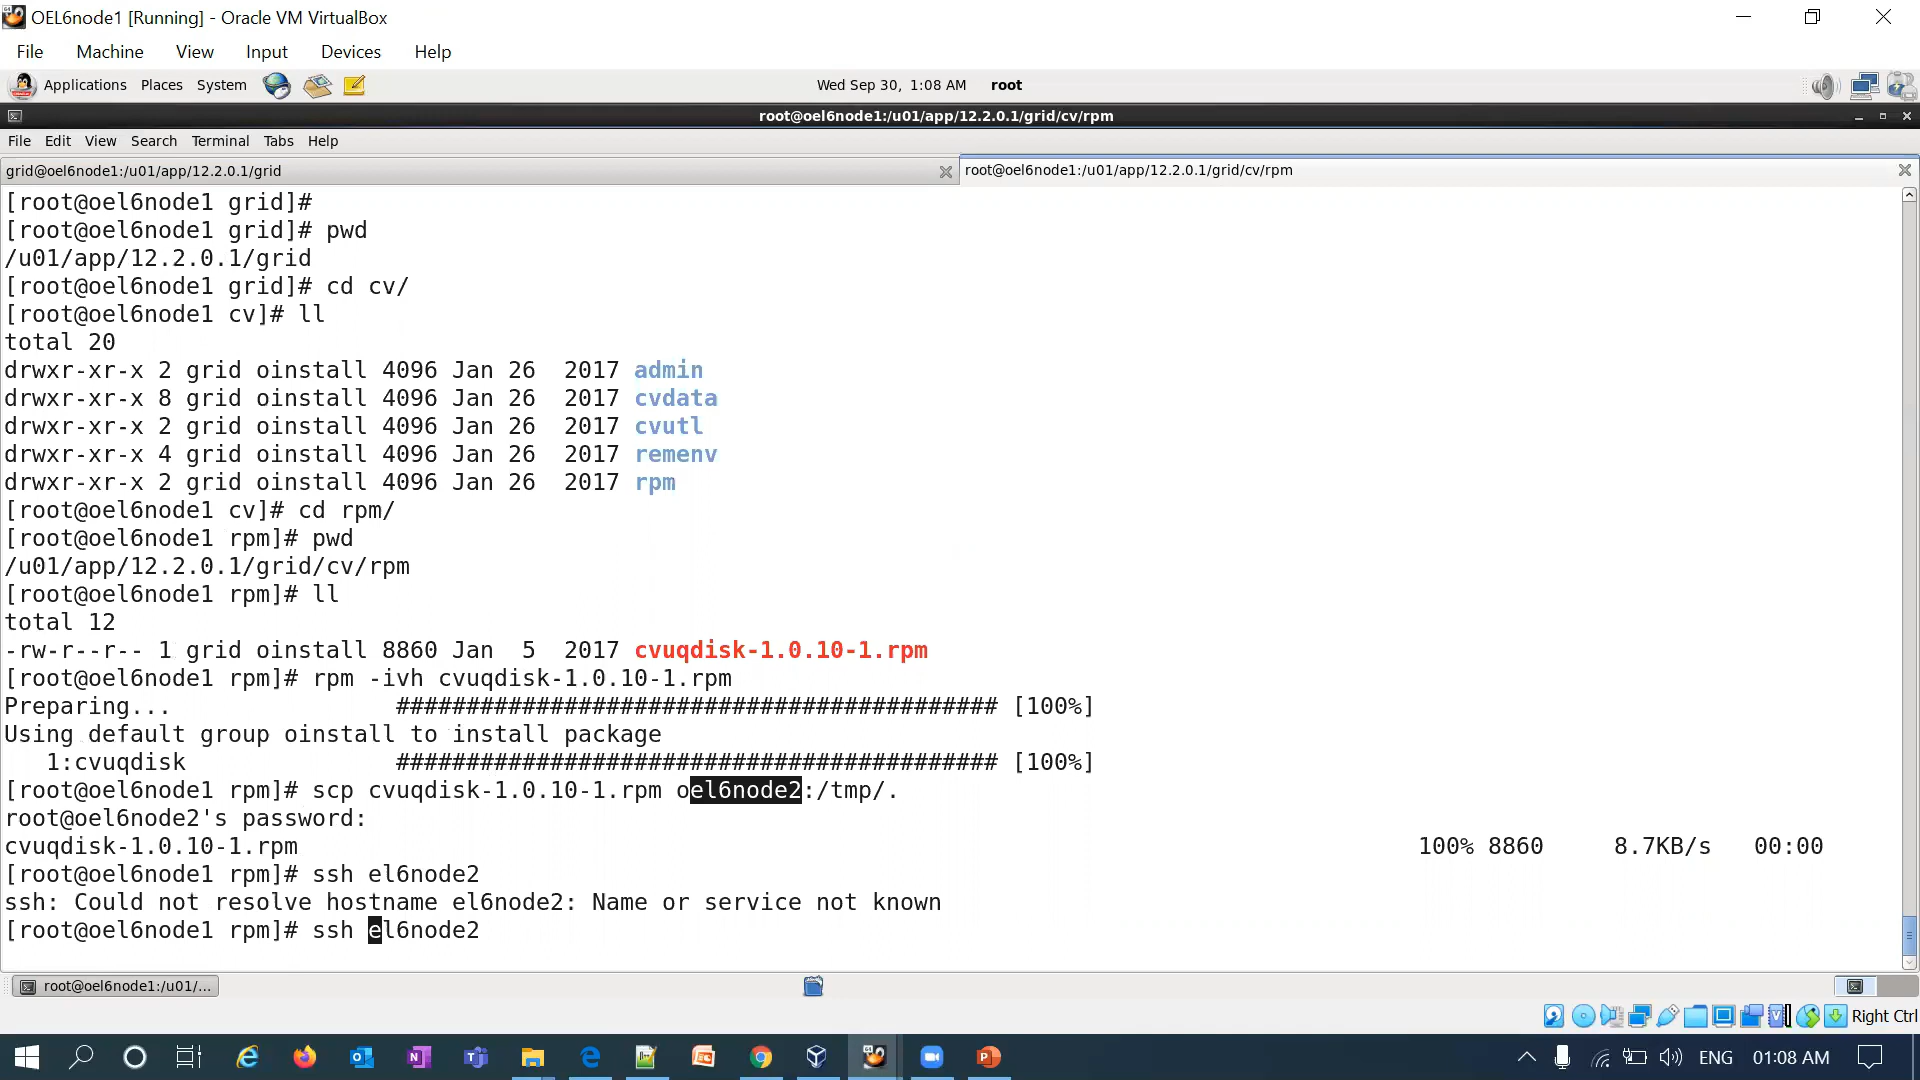 OEL6node1 [Running] - Oracle VM VirtualBox
File Machine View Input Devices Help
Applications Places System Wed Sep 30, 1:08 AM root
root@oel6node1:/u01/app/12.2.0.1/grid/cv/rpm
File Edit View Search Terminal Tabs Help
grid@oel6node1:/u01/app/12.2.0.1/grid root@oel6node1:/u01/app/12.2.0.1/grid/cv/rpm
[root@oel6node1 grid]#
[root@oel6node1 grid]# pwd
/u01/app/12.2.0.1/grid
[root@oel6node1 grid]# cd cv/
[root@oel6node1 cv]# ll
total 20
drwxr-xr-x 2 grid oinstall 4096 Jan 26  2017 admin
drwxr-xr-x 8 grid oinstall 4096 Jan 26  2017 cvdata
drwxr-xr-x 2 grid oinstall 4096 Jan 26  2017 cvutl
drwxr-xr-x 4 grid oinstall 4096 Jan 26  2017 remenv
drwxr-xr-x 2 grid oinstall 4096 Jan 26  2017 rpm
[root@oel6node1 cv]# cd rpm/
[root@oel6node1 rpm]# pwd
/u01/app/12.2.0.1/grid/cv/rpm
[root@oel6node1 rpm]# ll
total 12
-rw-r--r-- 1 grid oinstall 8860 Jan  5  2017 cvuqdisk-1.0.10-1.rpm
[root@oel6node1 rpm]# rpm -ivh cvuqdisk-1.0.10-1.rpm
Preparing... ########################################### [100%]
Using default group oinstall to install package
1:cvuqdisk ########################################### [100%]
[root@oel6node1 rpm]# scp cvuqdisk-1.0.10-1.rpm oel6node2:/tmp/.
root@oel6node2's password:
cvuqdisk-1.0.10-1.rpm 100% 8860 8.7KB/s 00:00
[root@oel6node1 rpm]# ssh el6node2
ssh: Could not resolve hostname el6node2: Name or service not known
[root@oel6node1 rpm]# ssh el6node2
root@oel6node1:/u01/...
Right Ctrl
ENG 01:08 AM